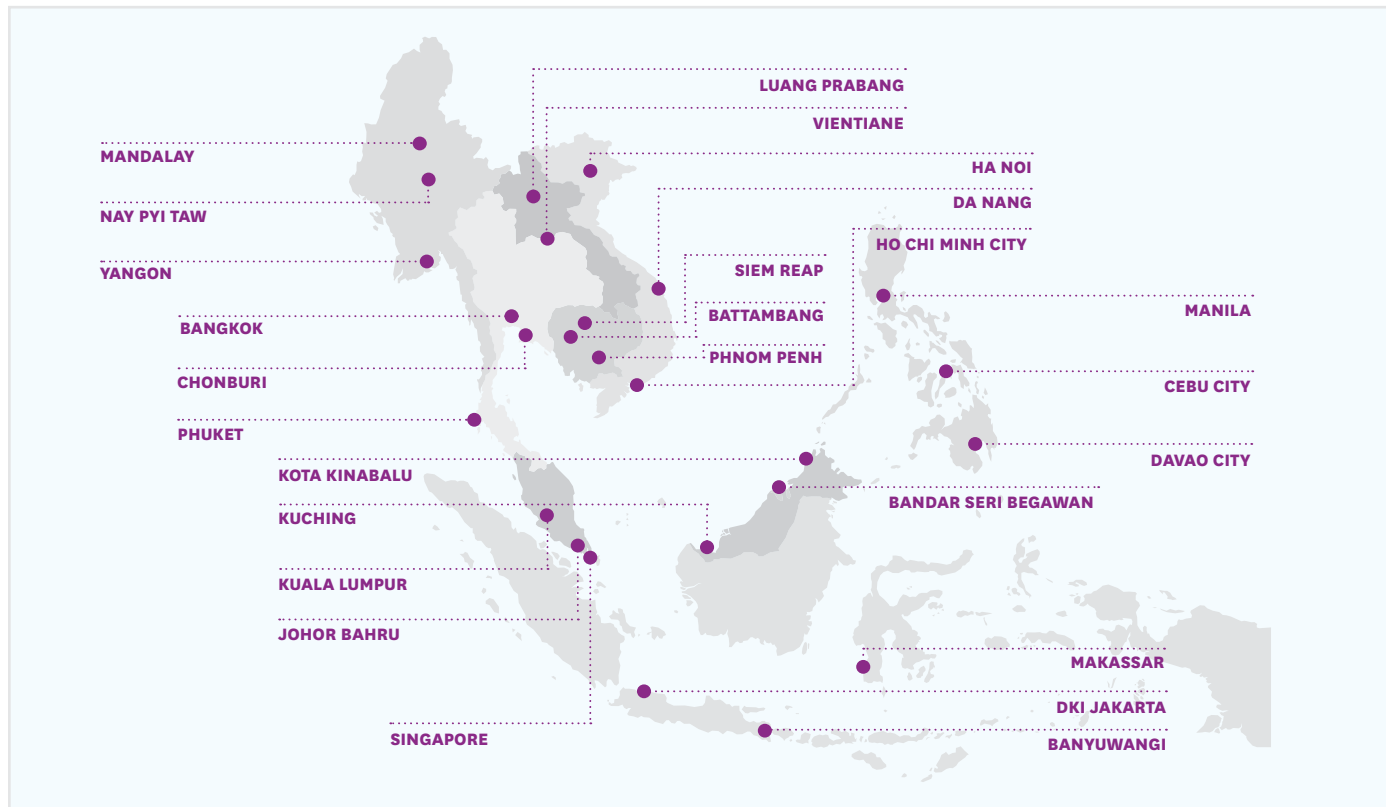 LUANG PRABANG
VIENTIANE
MANDALAY
HA NOI
DA NANG
NAY PYI TAW
HO CHI MINH CITY
YANGON
SIEM REAP
MANILA
BATTAMBANG
BANGKOK
PHNOM PENH
CHONBURI
CEBU CITY
PHUKET
DAVAO CITY
KOTA KINABALU
BANDAR SERI BEGAWAN
KUCHING
KUALA LUMPUR
JOHOR BAHRU
MAKASSAR
DKI JAKARTA
SINGAPORE
BANYUWANGI